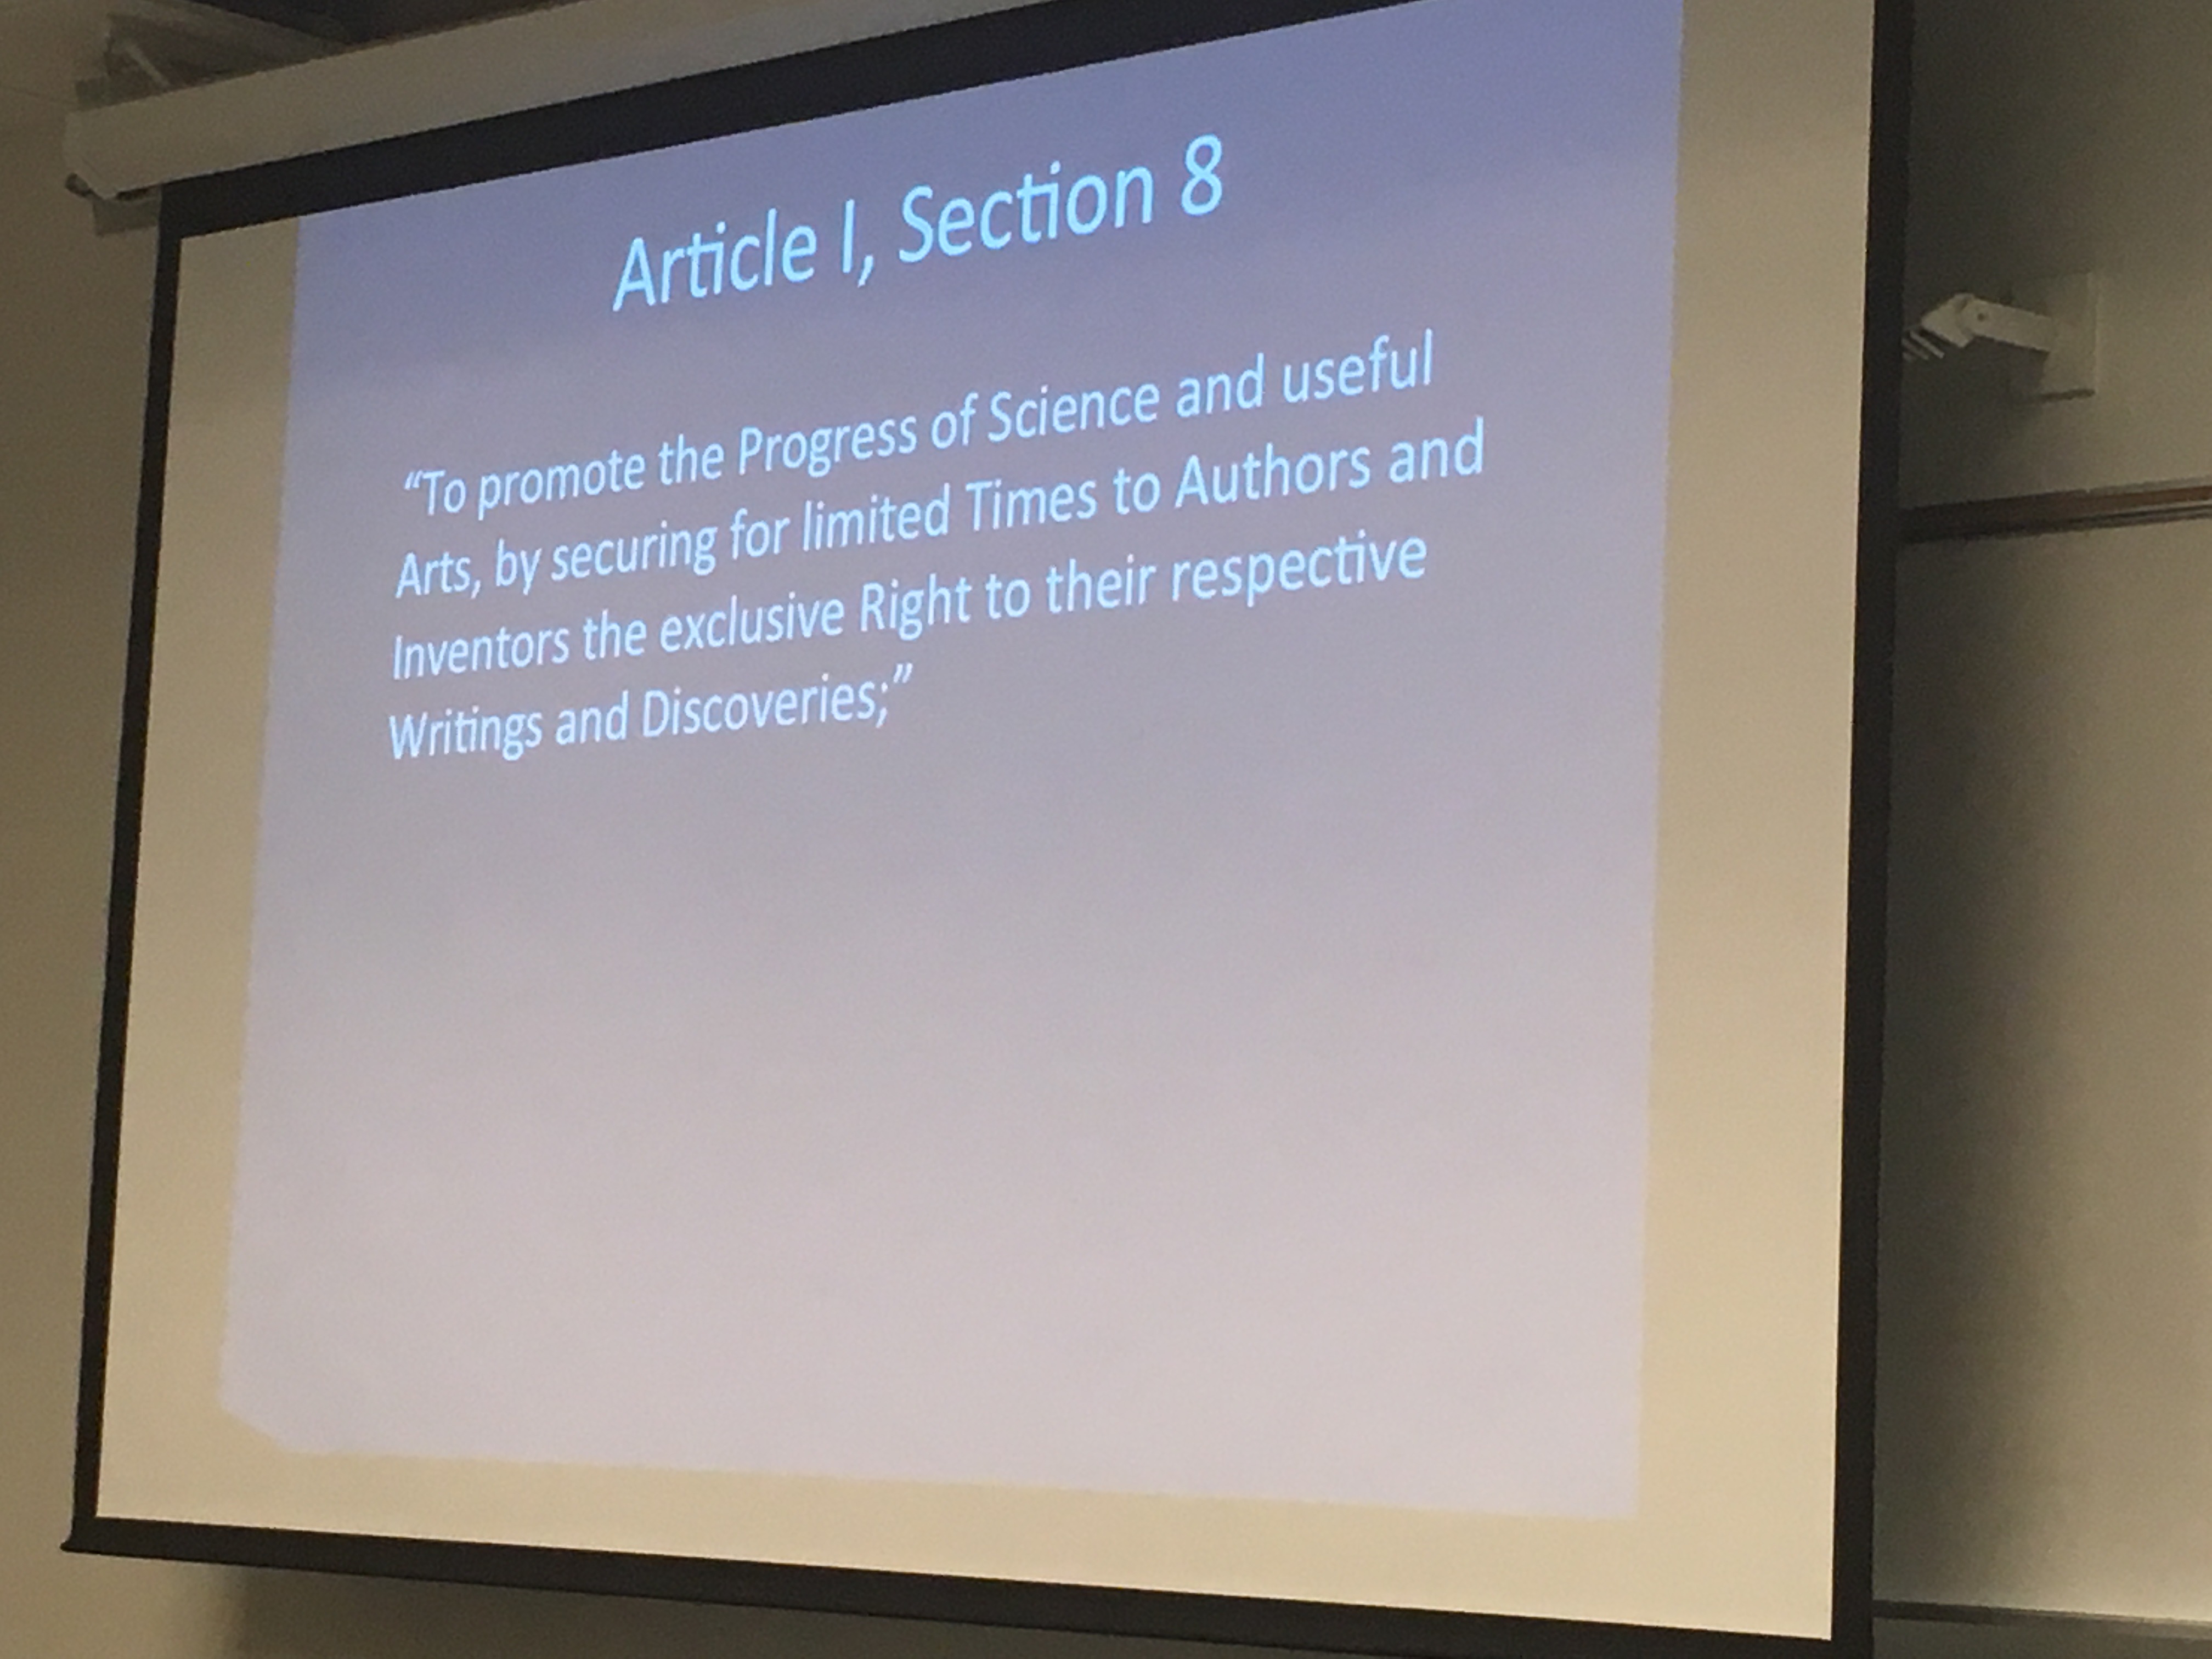 Article I, Section 8
“To promote the Progress of Science and useful
Arts, by securing for limited Times to Authors and
Inventors the exclusive Right to their respective
Writings and Discoveries;”